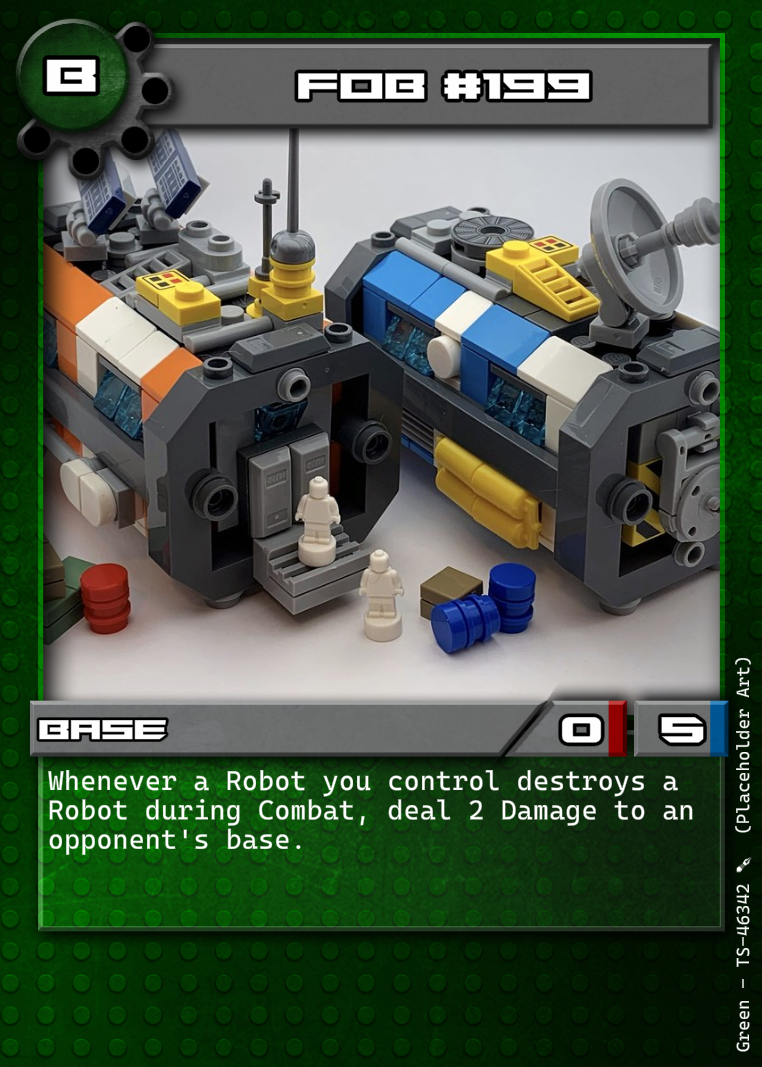 B
FOB #199
BASE
0
5
Whenever a Robot you control destroys a
Robot during Combat, deal 2 Damage to an
opponent's base.
Green - TS-46342 (Placeholder Art)